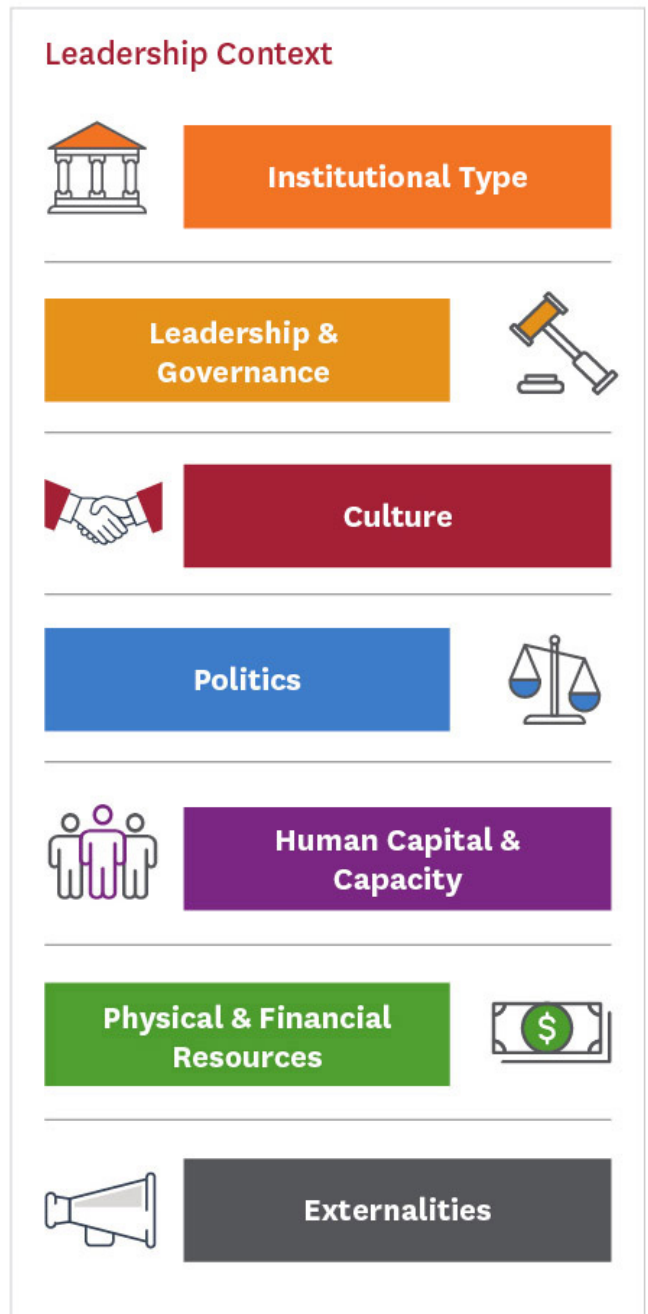 Leadership Context
Institutional Type
Leadership &
Governance
Culture
Politics
Human Capital &
Capacity
Physical & Financial
Resources
$
Externalities